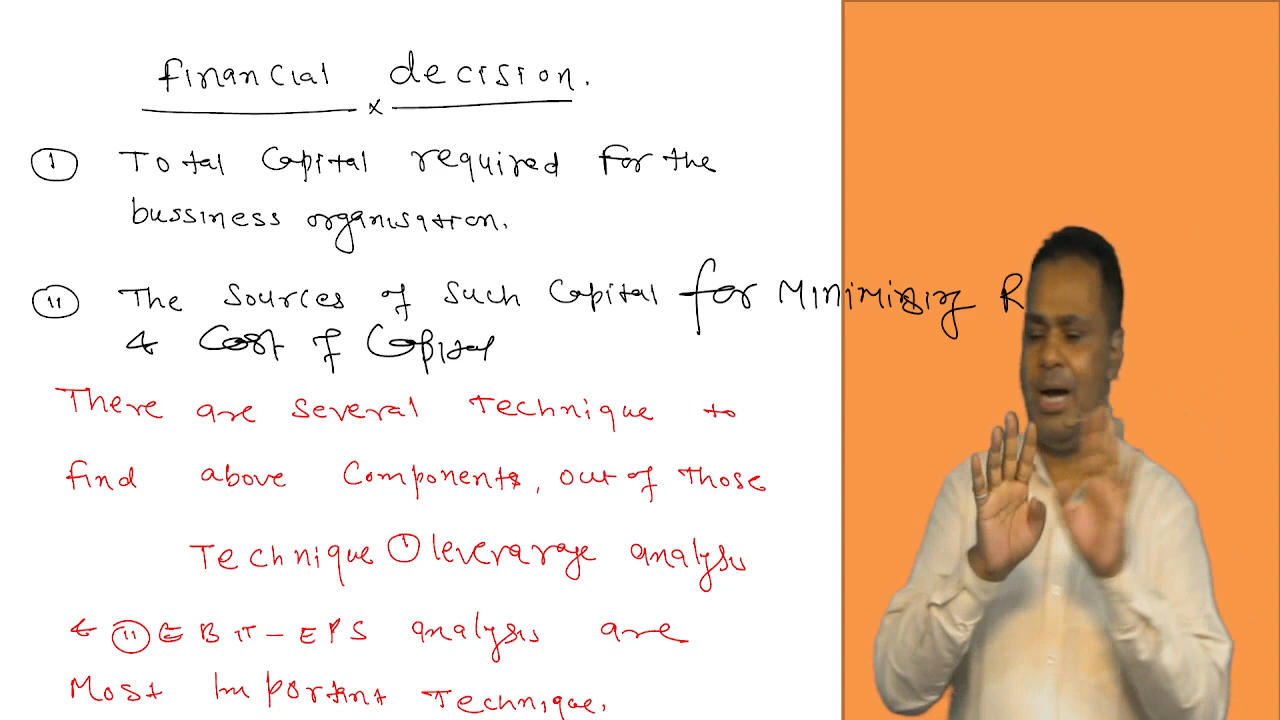 financial decision.
x
(i) Total Capital required for the
bussiness organisation.
(ii) The Sources of Such Capital for Minimizing R
& Cost of Capital
There are several Technique to
find above Components, out of Those
Technique (i) leverarage analysis
& (ii) EBIT-EPS analysis are
Most Important Technique.